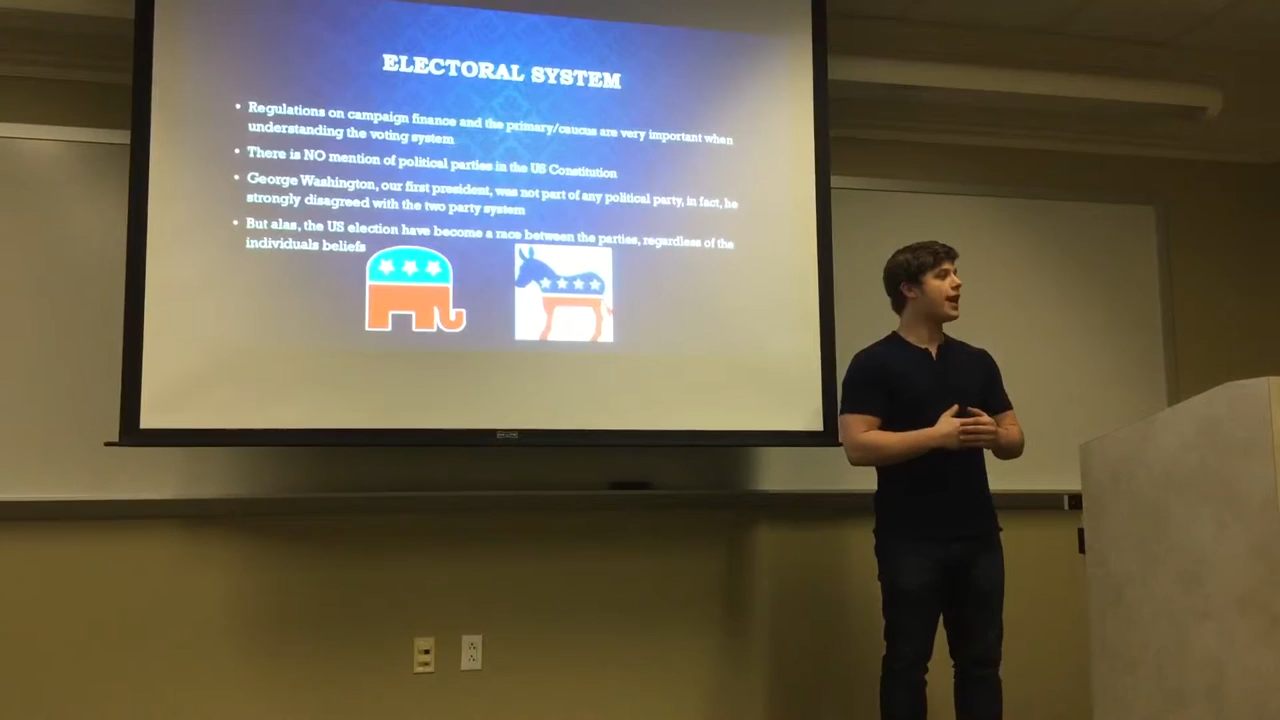 ELECTORAL SYSTEM
• Regulations on campaign finance and the primary/caucus are very important when
understanding the voting system
• There is NO mention of political parties in the US Constitution
• George Washington, our first president, was not part of any political party, in fact, he
strongly disagreed with the two party system
• But alas, the US election have become a race between the parties, regardless of the
individuals beliefs